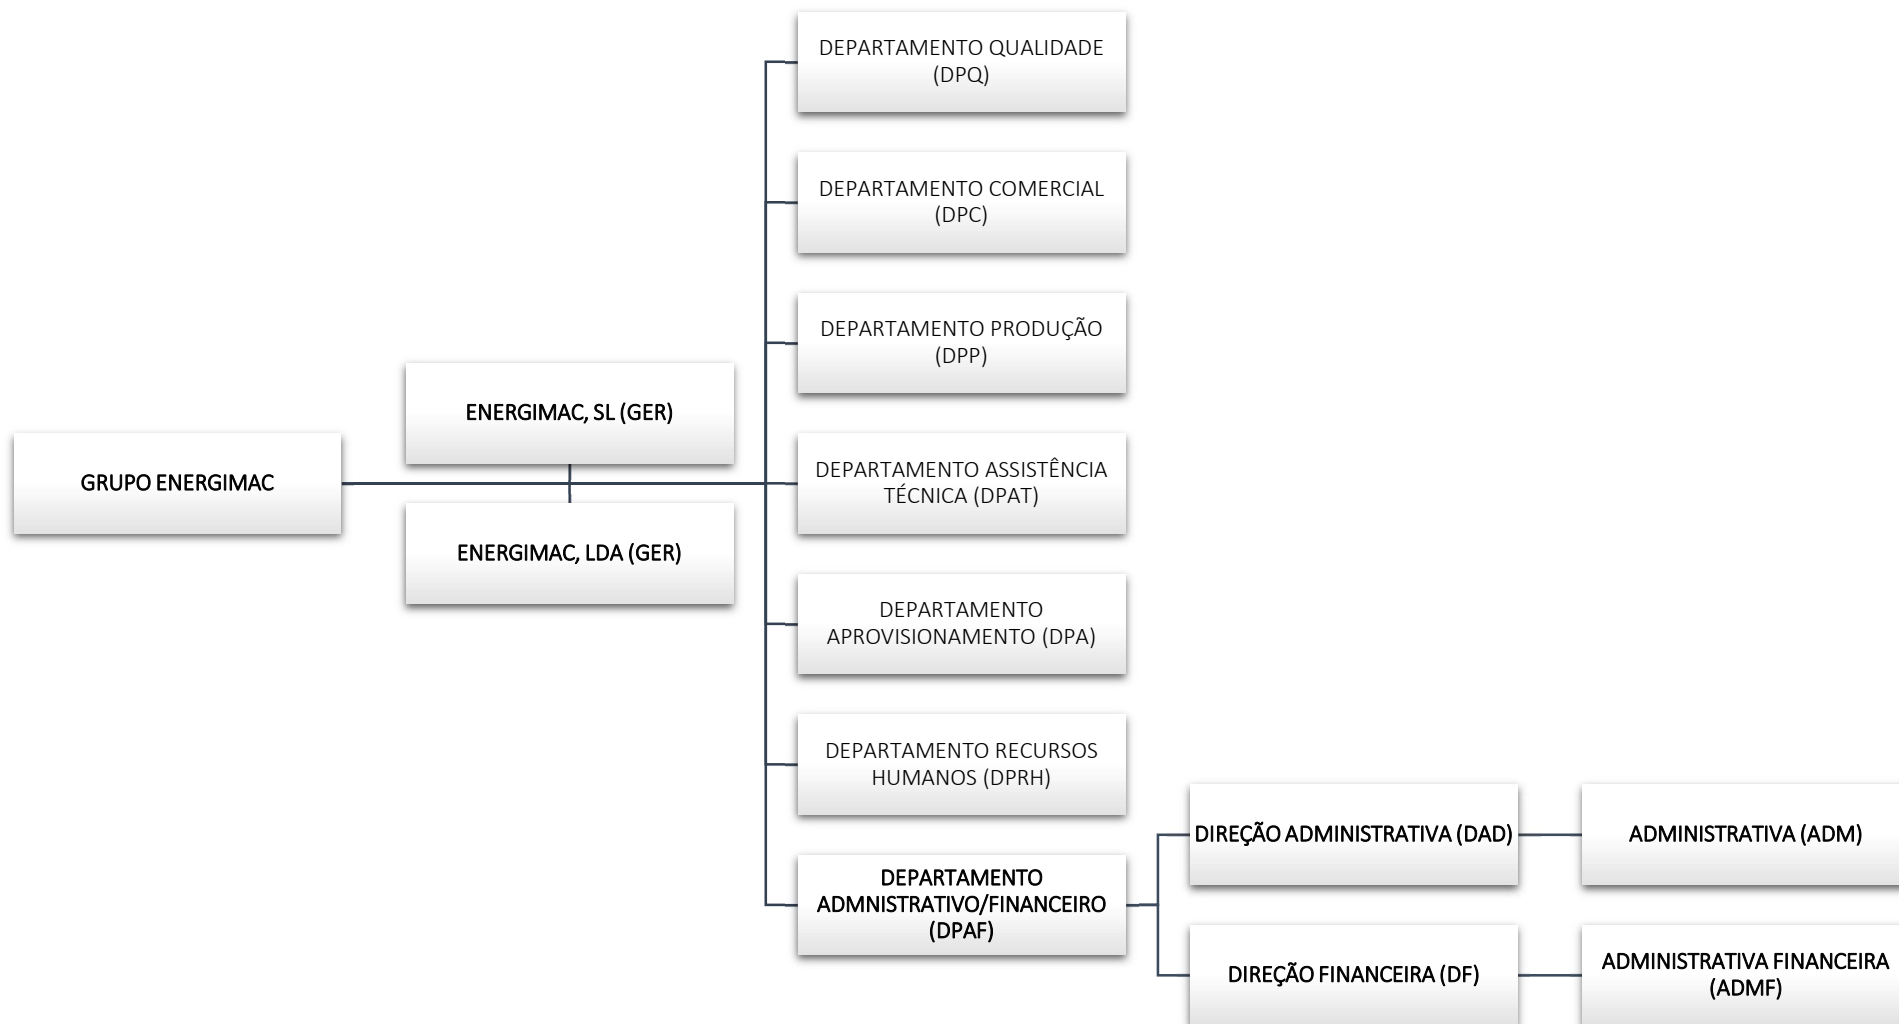 GRUPO ENERGIMAC
ENERGIMAC, SL (GER)
ENERGIMAC, LDA (GER)
DEPARTAMENTO QUALIDADE
(DPQ)
DEPARTAMENTO COMERCIAL
(DPC)
DEPARTAMENTO PRODUÇÃO
(DPP)
DEPARTAMENTO ASSISTÊNCIA
TÉCNICA (DPAT)
DEPARTAMENTO
APROVISIONAMENTO (DPA)
DEPARTAMENTO RECURSOS
HUMANOS (DPRH)
DEPARTAMENTO
ADMNISTRATIVO/FINANCEIRO
(DPAF)
DIREÇÃO ADMINISTRATIVA (DAD)
ADMINISTRATIVA (ADM)
DIREÇÃO FINANCEIRA (DF)
ADMINISTRATIVA FINANCEIRA
(ADMF)